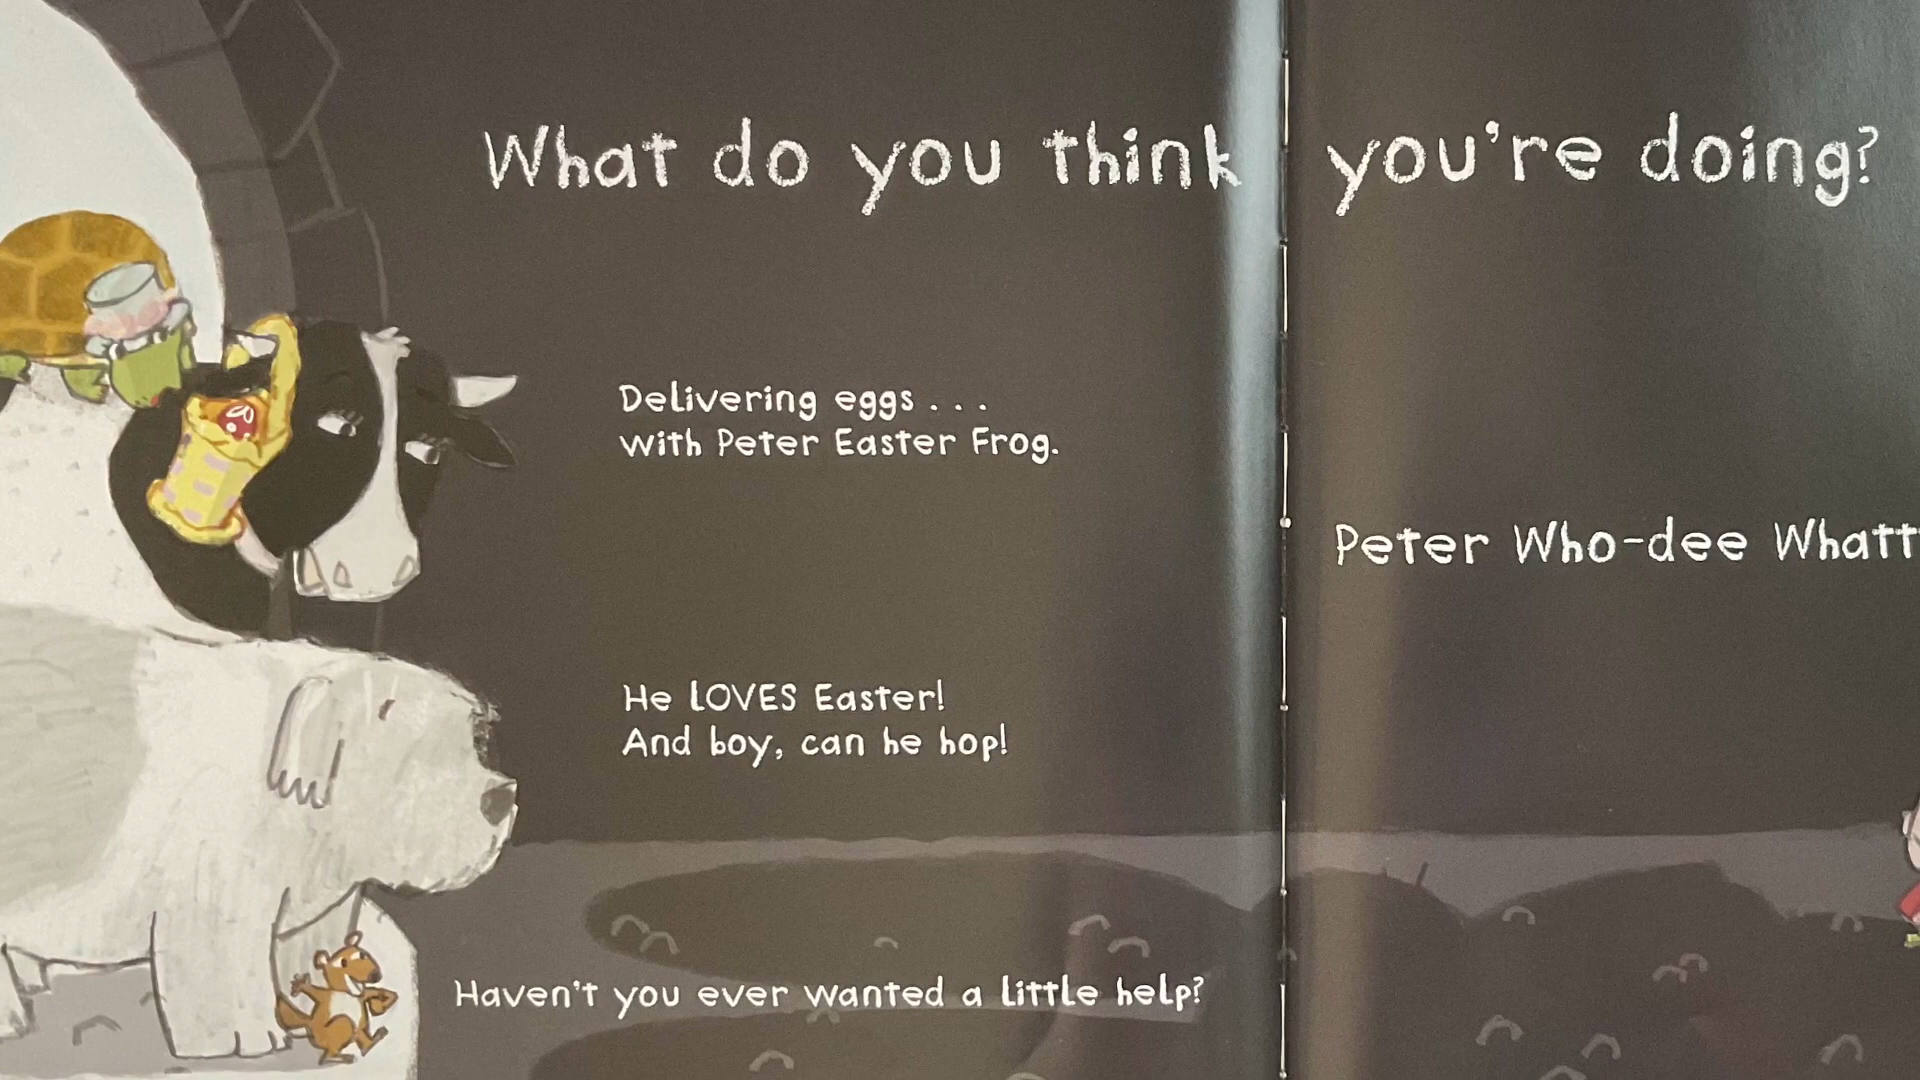 What do you think you're doing?
Delivering eggs . . .
with Peter Easter Frog.
Peter Who-dee
He LOVES Easter!
And boy, can he hop!
Haven't you ever wanted a little help?